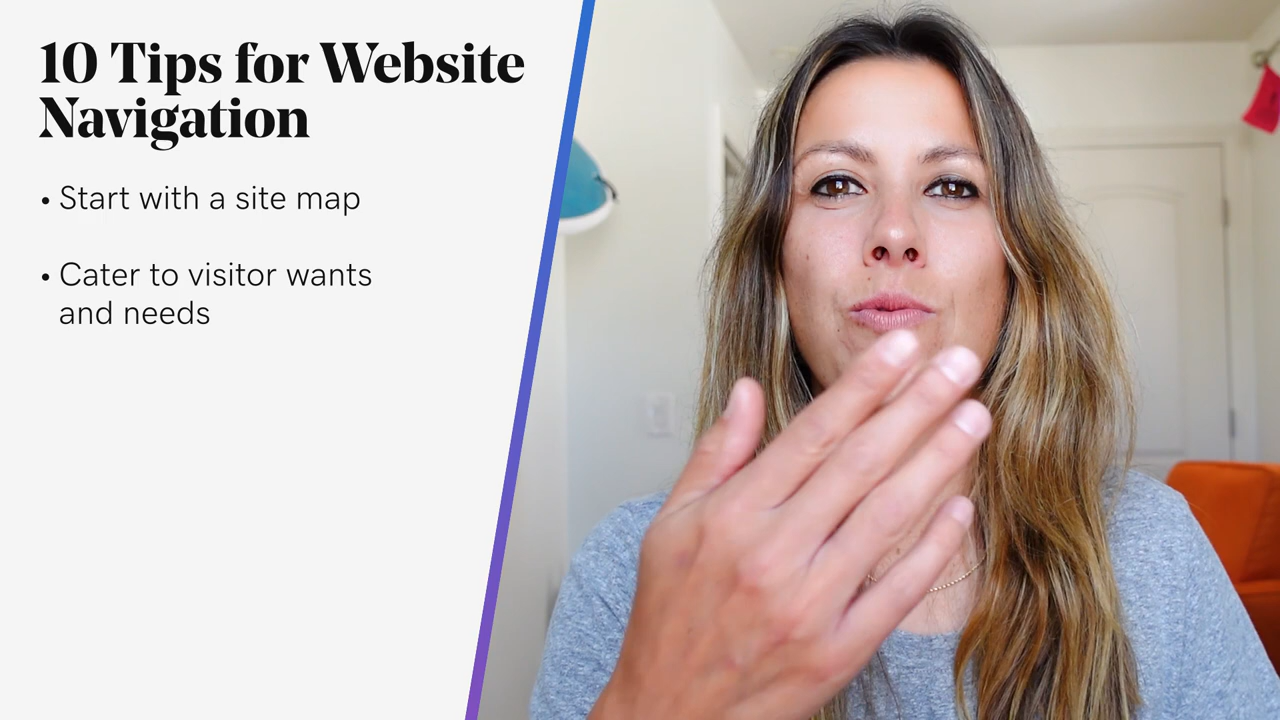 10 Tips for Website
Navigation
• Start with a site map
• Cater to visitor wants
and needs